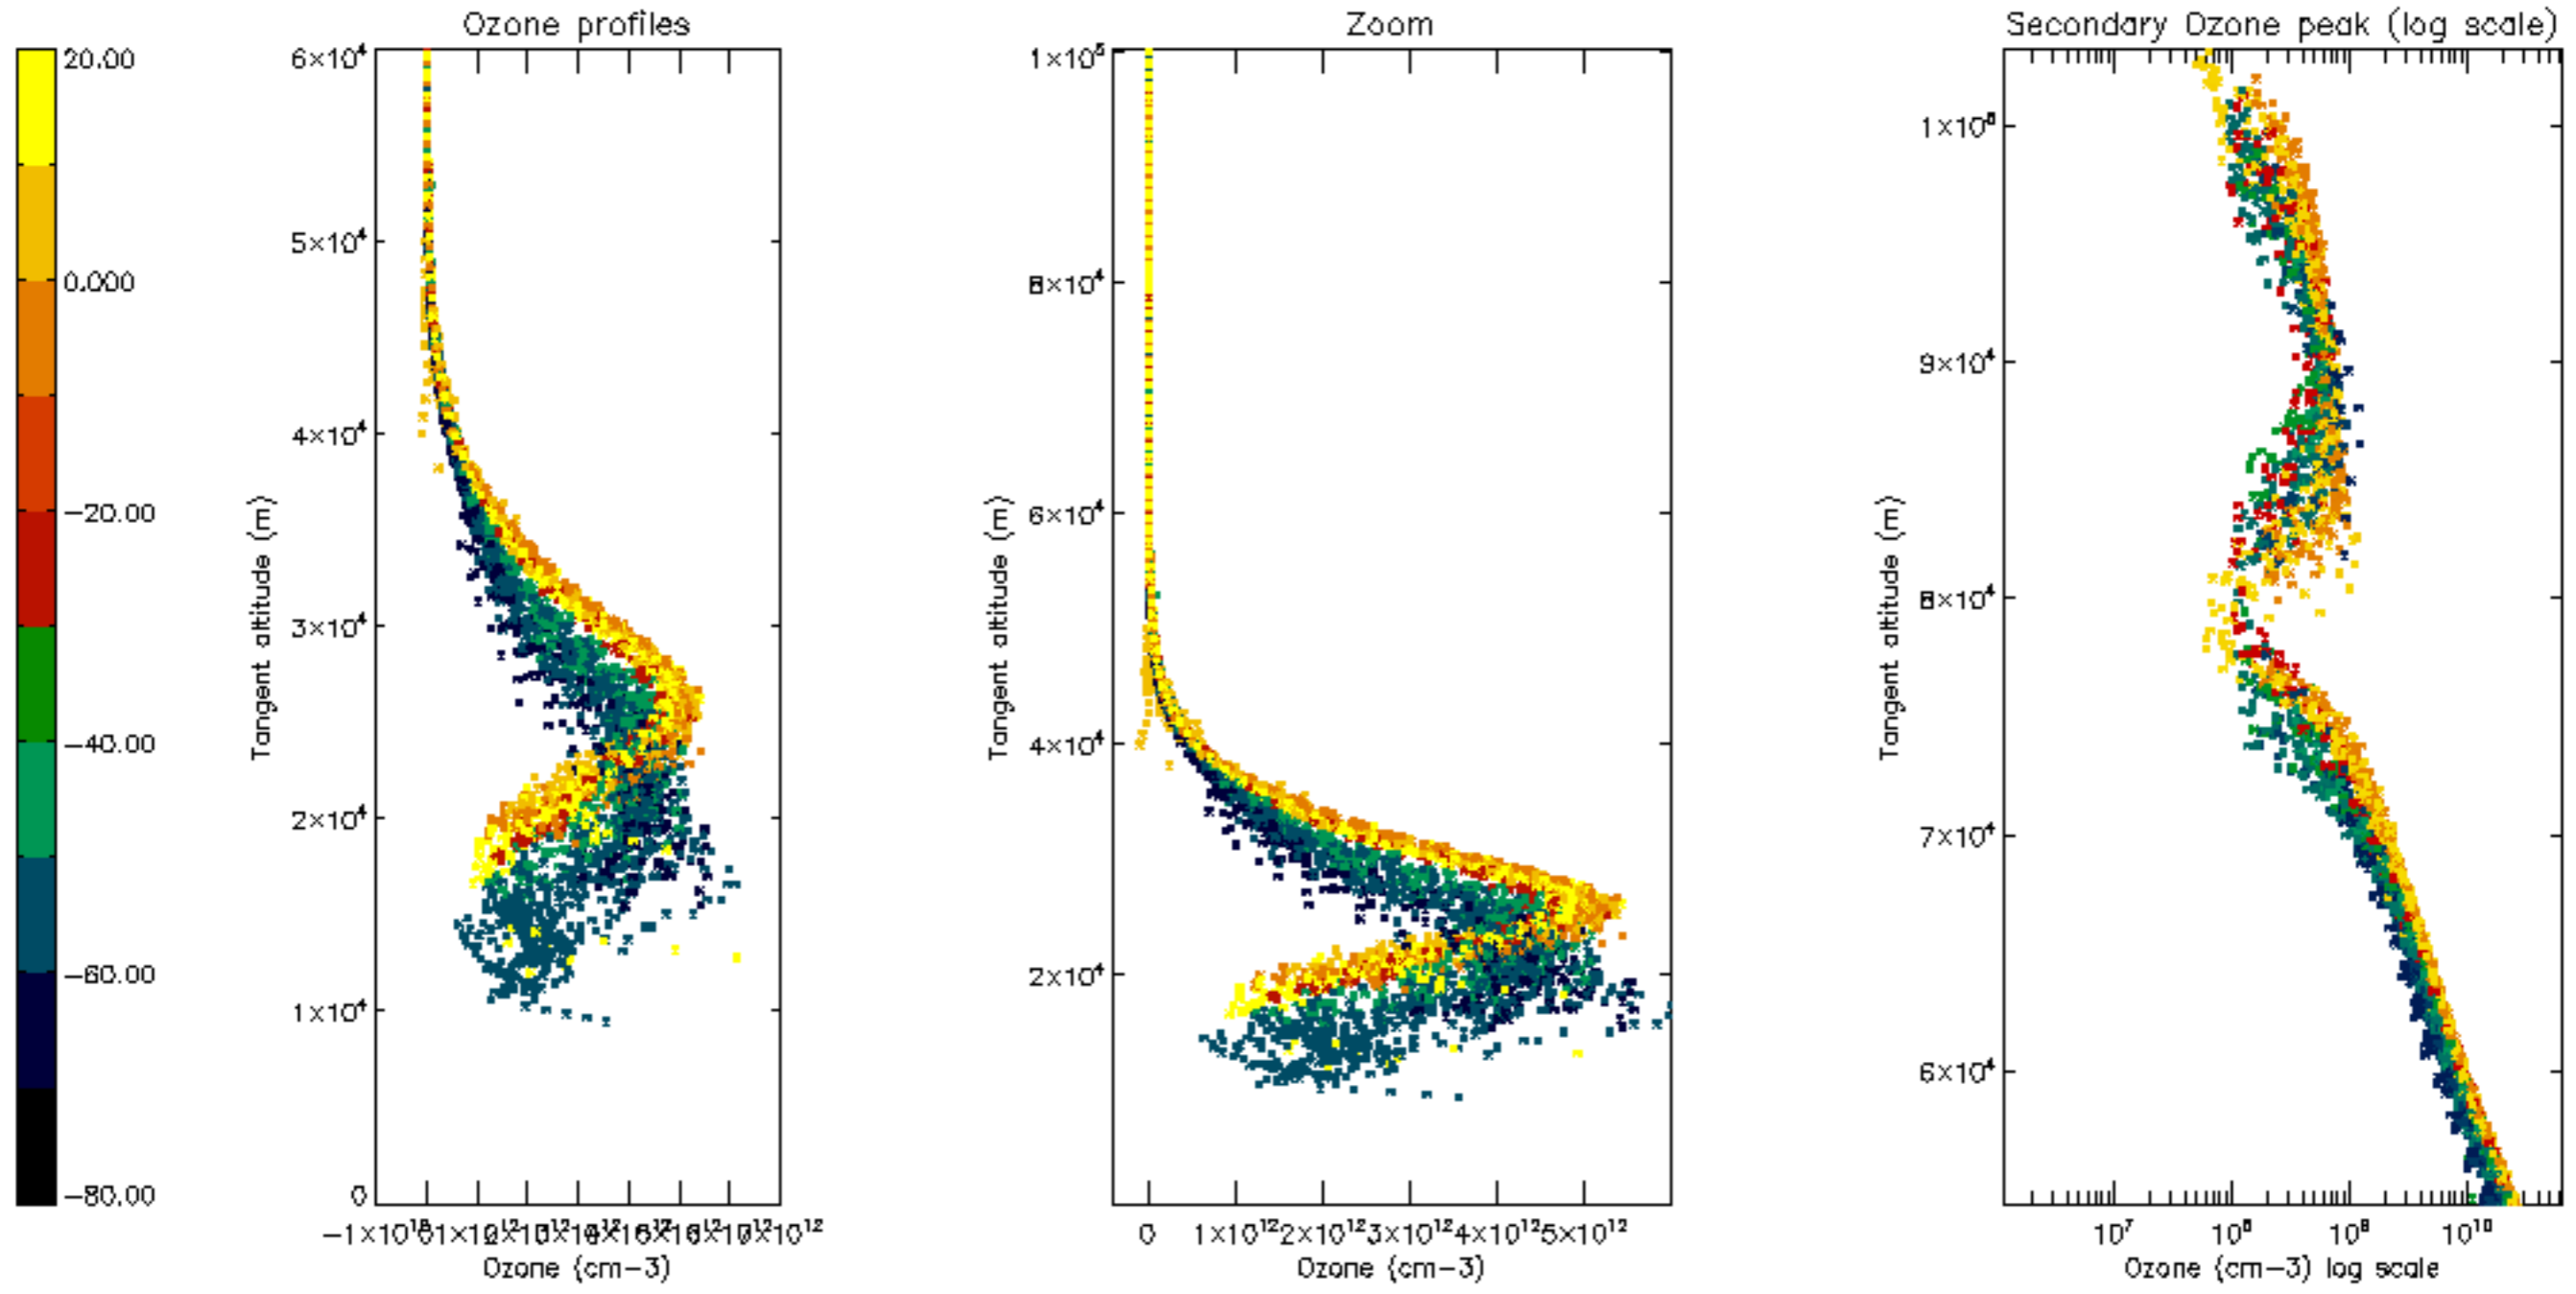 Ozone profiles
Zoom
Secondary Ozone peak (log scale)
20.00
0.000
−20.00
−40.00
−60.00
−80.00
6×10⁴
5×10⁴
4×10⁴
3×10⁴
2×10⁴
1×10⁴
0
Tangent altitude (m)
Ozone (cm−3)
1×10⁵
8×10⁴
6×10⁴
4×10⁴
2×10⁴
Tangent altitude (m)
0 1×10¹² 2×10¹² 3×10¹² 4×10¹² 5×10¹²
Ozone (cm−3)
1×10⁵
9×10⁴
8×10⁴
7×10⁴
6×10⁴
Tangent altitude (m)
10⁷ 10⁸ 10⁹ 10¹⁰
Ozone (cm−3) log scale